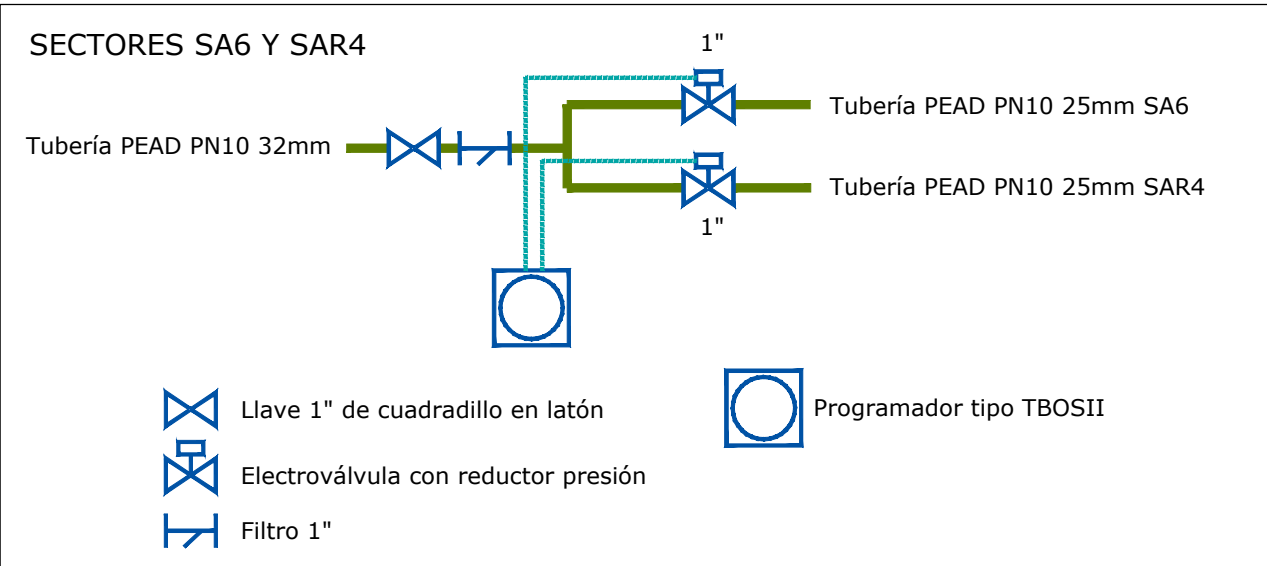 SECTORES SA6 Y SAR4
1"
Tubería PEAD PN10 25mm SA6
Tubería PEAD PN10 32mm
Tubería PEAD PN10 25mm SAR4
1"
Llave 1" de cuadradillo en latón
Programador tipo TBOSII
Electroválvula con reductor presión
Filtro 1"